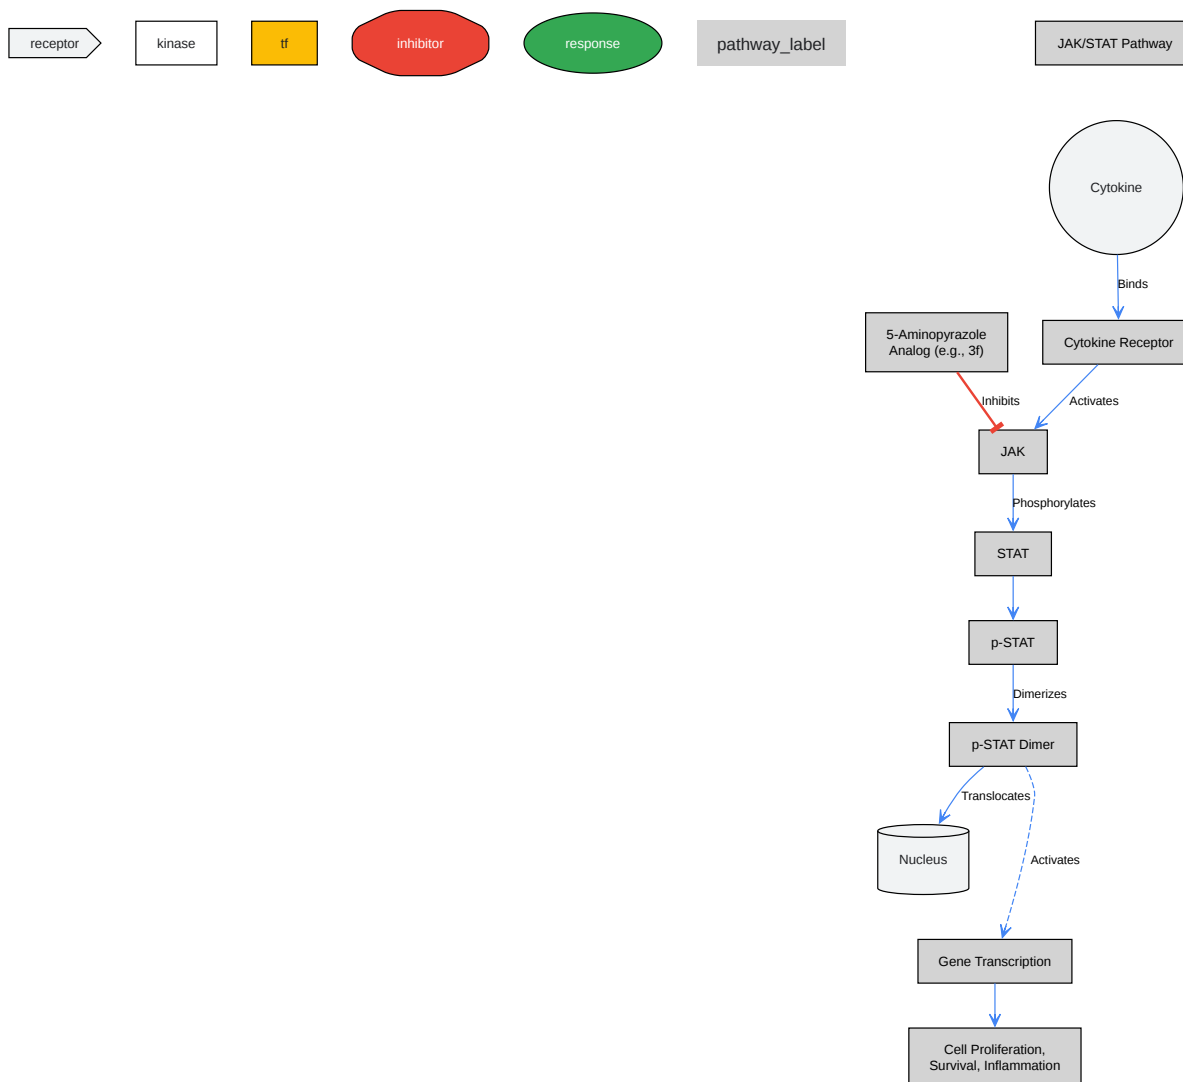 receptor
kinase
tf
inhibitor
response
pathway_label
JAK/STAT Pathway
Cytokine
Binds
5-Aminopyrazole
Analog (e.g., 3f)
Cytokine Receptor
Inhibits
Activates
JAK
Phosphorylates
STAT
p-STAT
Dimerizes
p-STAT Dimer
Translocates
Nucleus
Activates
Gene Transcription
Cell Proliferation,
Survival, Inflammation